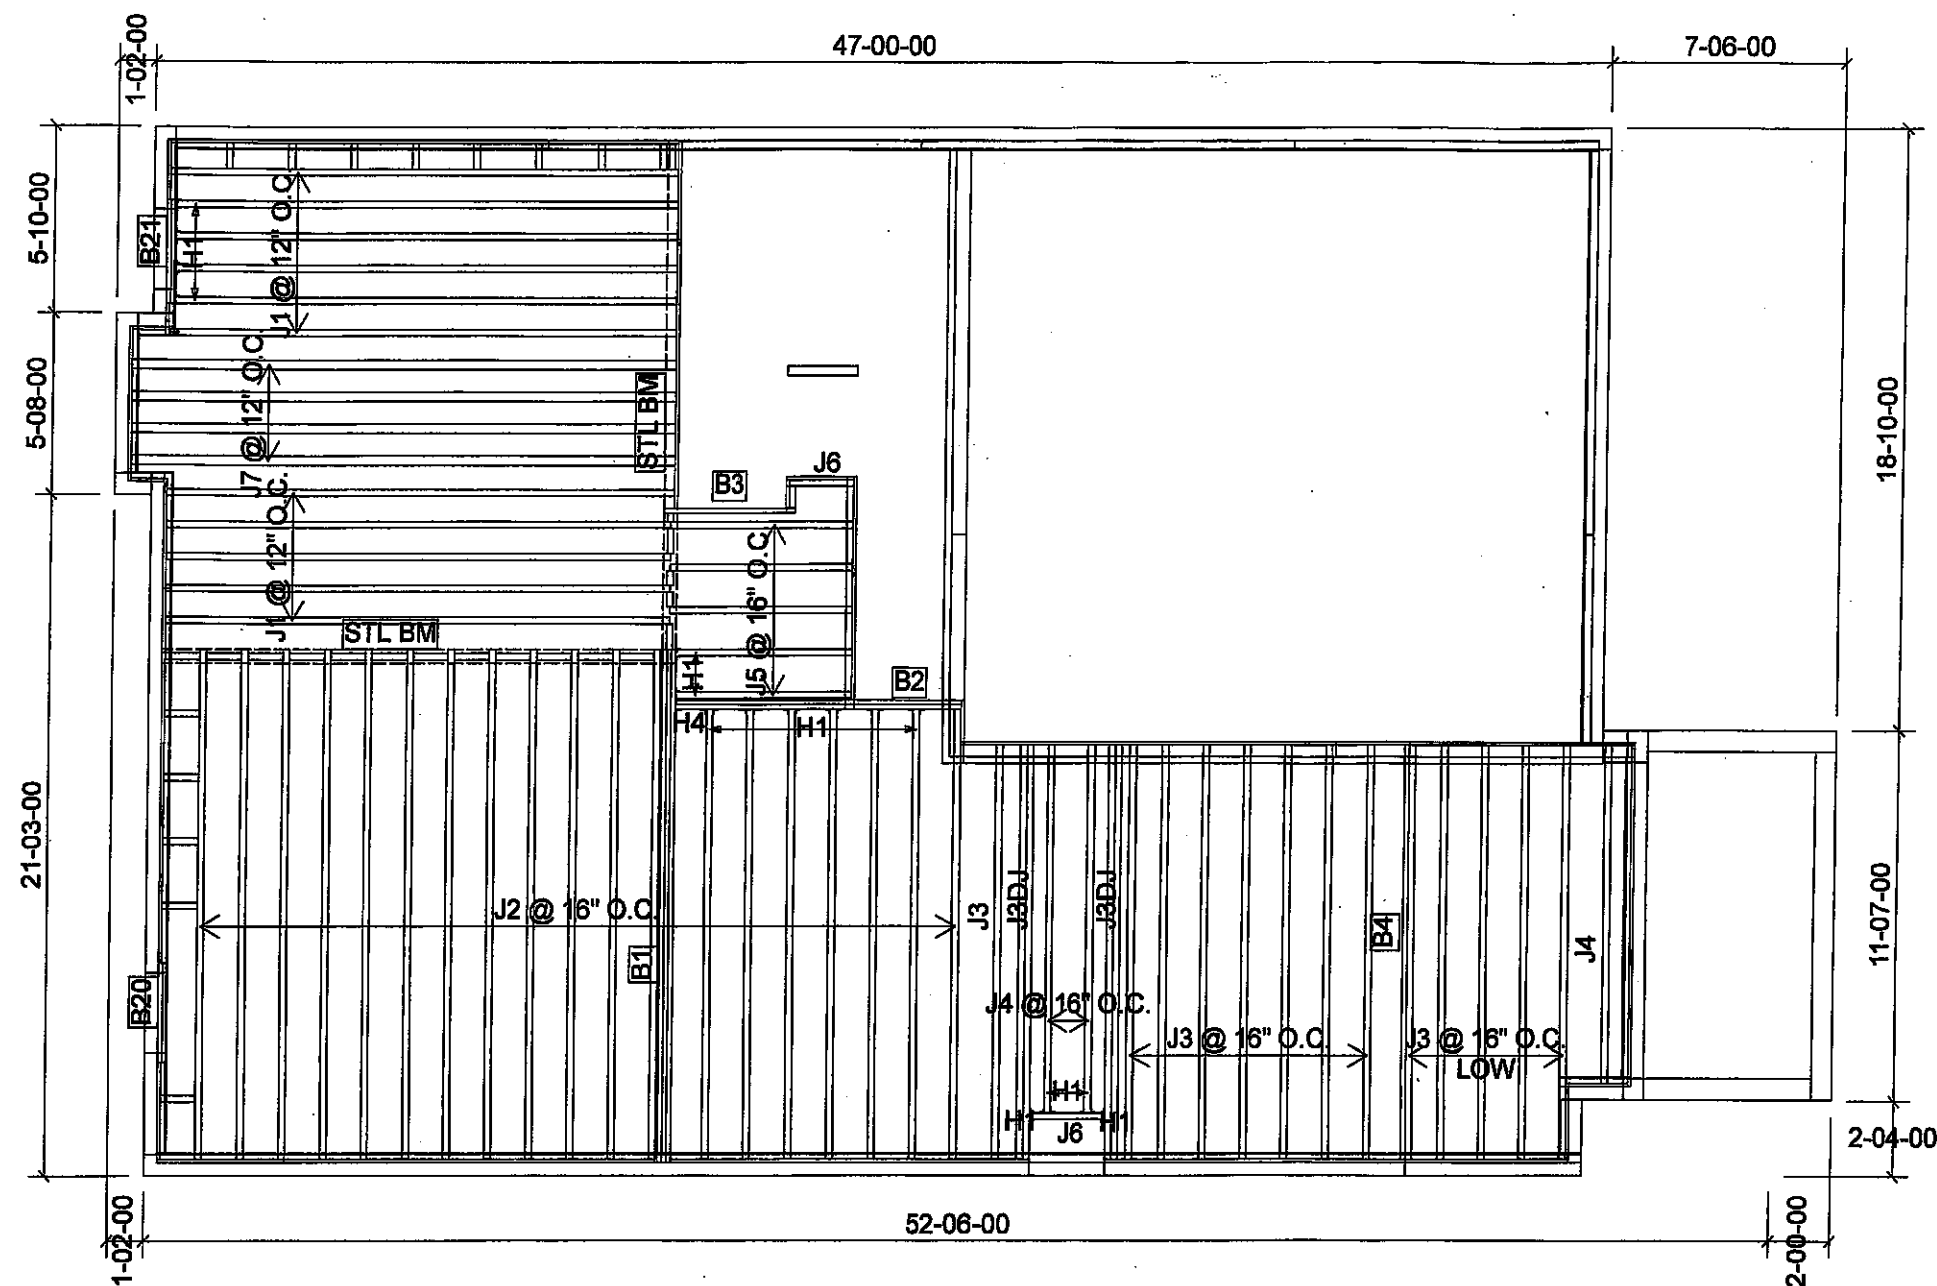 1-02-00
47-00-00
7-06-00
5-10-00
B21
H1
J1 @ 12" O.C.
5-08-00
J7 @ 12" O.C.
STL BM
18-10-00
B3
J6
J1 @ 12" O.C.
J5 @ 16" O.C.
STL BM
H1
B2
H4
H1
21-03-00
J2 @ 16" O.C.
B1
B20
J3
J3DJ
J3DJ
B4
J4
11-07-00
J4 @ 16" O.C.
J3 @ 16" O.C.
J3 @ 16" O.C.
LOW
H1
H1
J6
H1
2-04-00
1-02-00
52-06-00
2-00-00